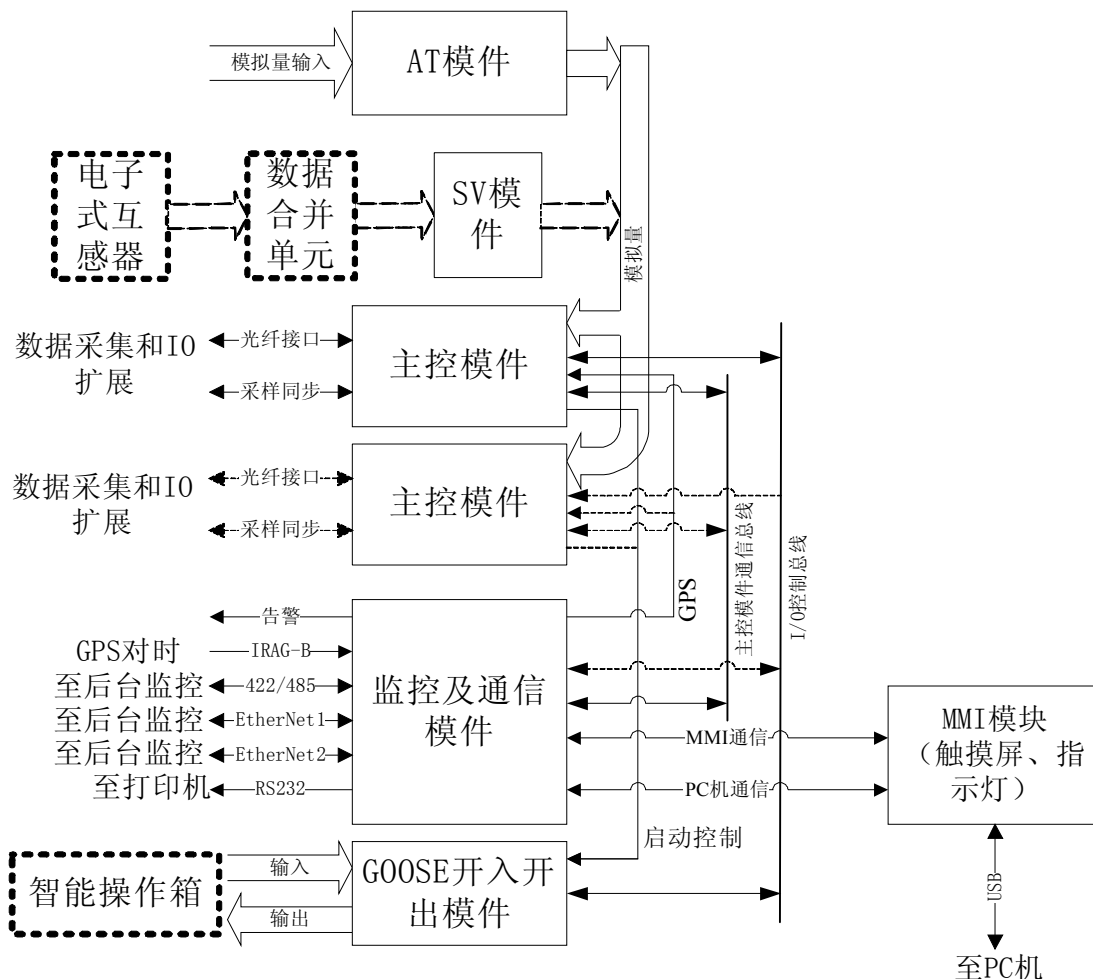 模拟量输入
AT模件
电子
式互
感器
数据
合并
单元
SV模
件
模拟量
数据采集和IO
扩展
光纤接口
采样同步
主控模件
数据采集和IO
扩展
光纤接口
采样同步
主控模件
主控模件通信总线
I/O控制总线
GPS
告警
GPS对时
IRAG-B
至后台监控
422/485
至后台监控
EtherNet1
至后台监控
EtherNet2
至打印机
RS232
监控及通信
模件
MMI通信
PC机通信
MMI模块
(触摸屏、指
示灯)
启动控制
智能操作箱
输入
输出
GOOSE开入开
出模件
USB
至PC机